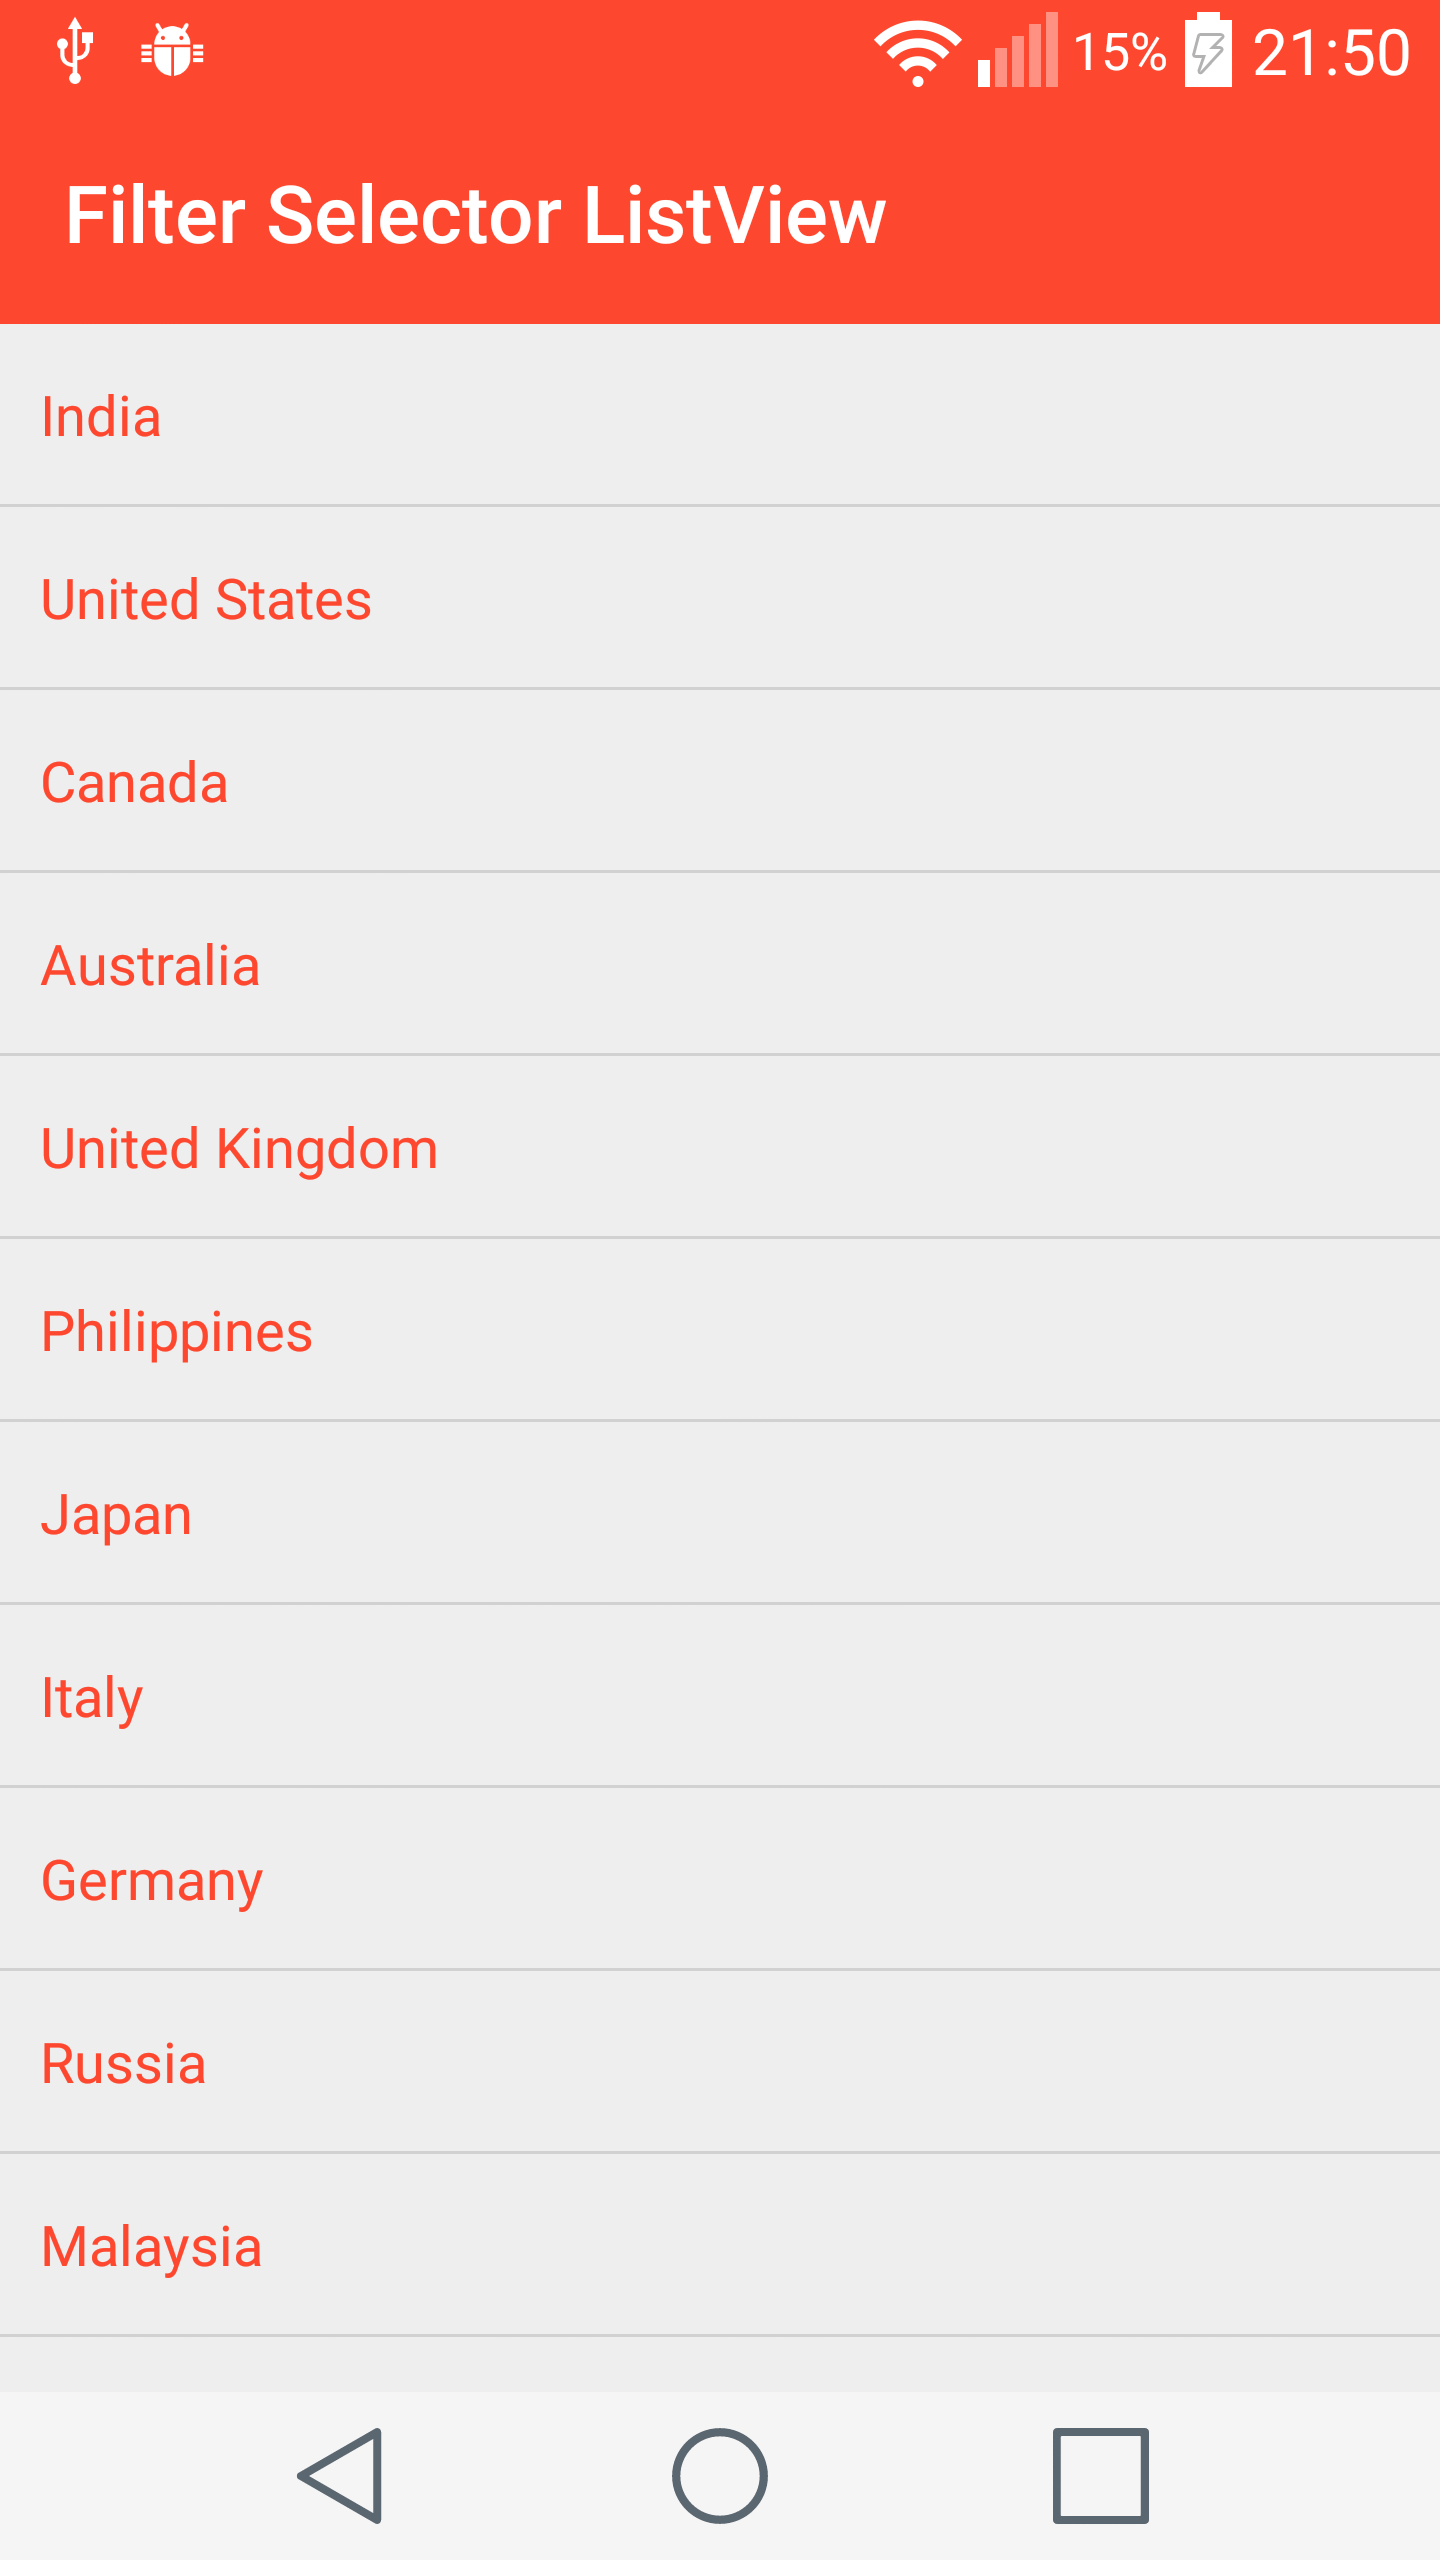 15% 21:50
Filter Selector ListView
India
United States
Canada
Australia
United Kingdom
Philippines
Japan
Italy
Germany
Russia
Malaysia